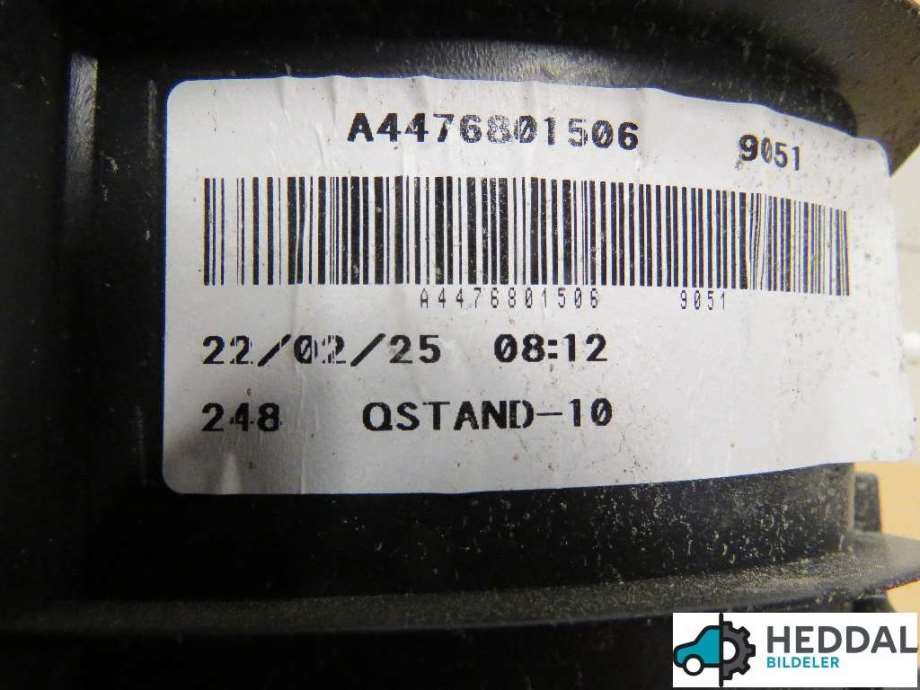 A4476801506 9051
A4476801506 9051
22/02/25 08:12
248 QSTAND-10
HEDDAL
BILDELER